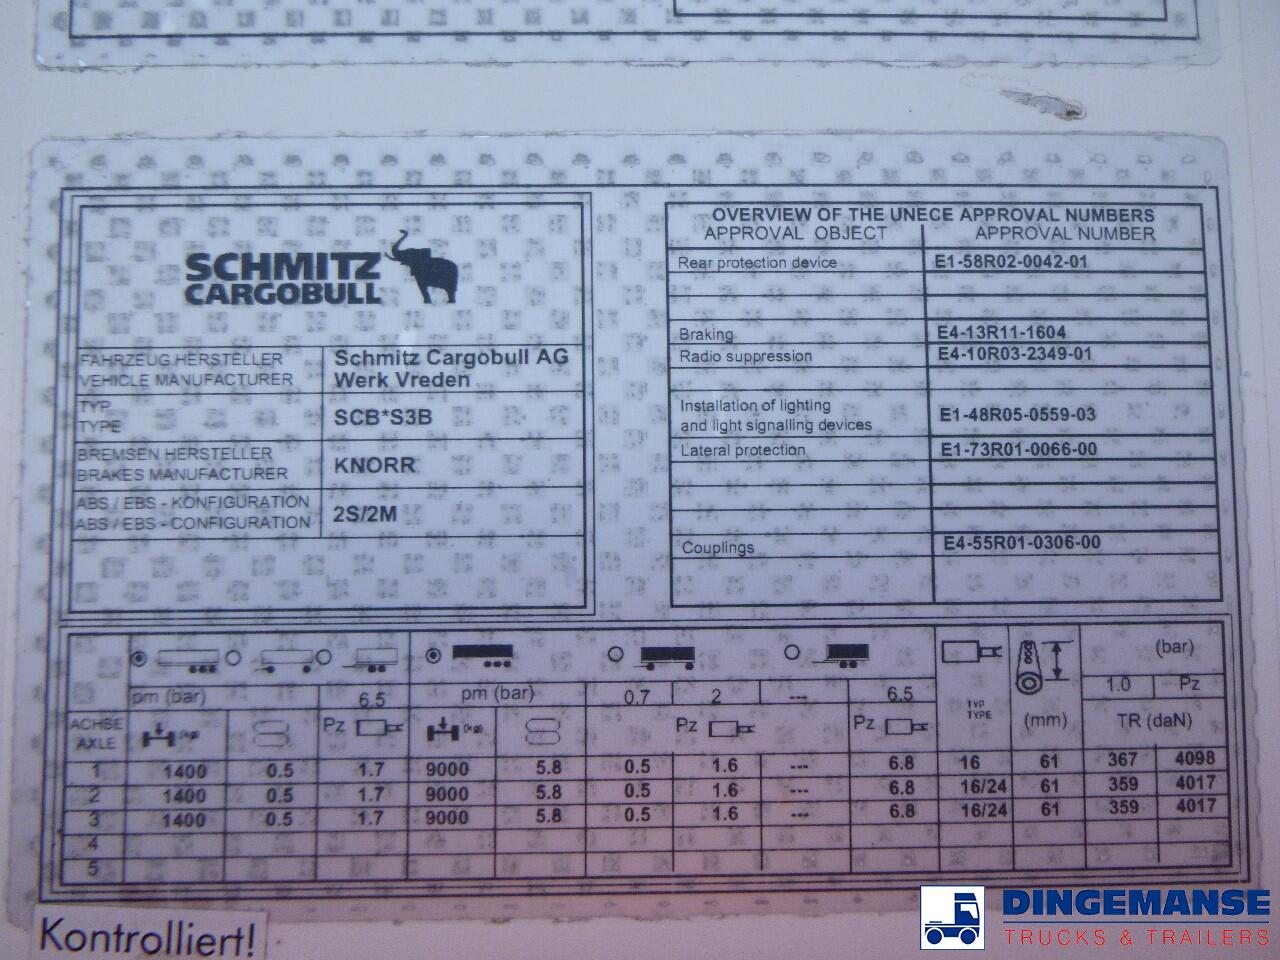 SCHMITZ
CARGOBULL
FAHRZEUG HERSTELLER
VEHICLE MANUFACTURER
Schmitz Cargobull AG
Werk Vreden
TYP
TYPE
SCB*S3B
BREMSEN HERSTELLER
BRAKES MANUFACTURER
KNORR
ABS / EBS - KONFIGURATION
ABS / EBS - CONFIGURATION
2S/2M
OVERVIEW OF THE UNECE APPROVAL NUMBERS
APPROVAL OBJECT APPROVAL NUMBER
Rear protection device E1-58R02-0042-01
Braking E4-13R11-1604
Radio suppression E4-10R03-2349-01
Installation of lighting
and light signalling devices E1-48R05-0559-03
Lateral protection E1-73R01-0066-00
Couplings E4-55R01-0306-00
(bar)
pm (bar) 6.5 pm (bar) 0.7 2 --- 6.5 1.0 Pz
TYP
TYPE
ACHSE
AXLE
(kg) Pz (kg) Pz Pz (mm) TR (daN)
1 1400 0.5 1.7 9000 5.8 0.5 1.6 --- 6.8 16 61 367 4098
2 1400 0.5 1.7 9000 5.8 0.5 1.6 --- 6.8 16/24 61 359 4017
3 1400 0.5 1.7 9000 5.8 0.5 1.6 --- 6.8 16/24 61 359 4017
4
5
Kontrolliert!
DINGEMANSE
TRUCKS & TRAILERS